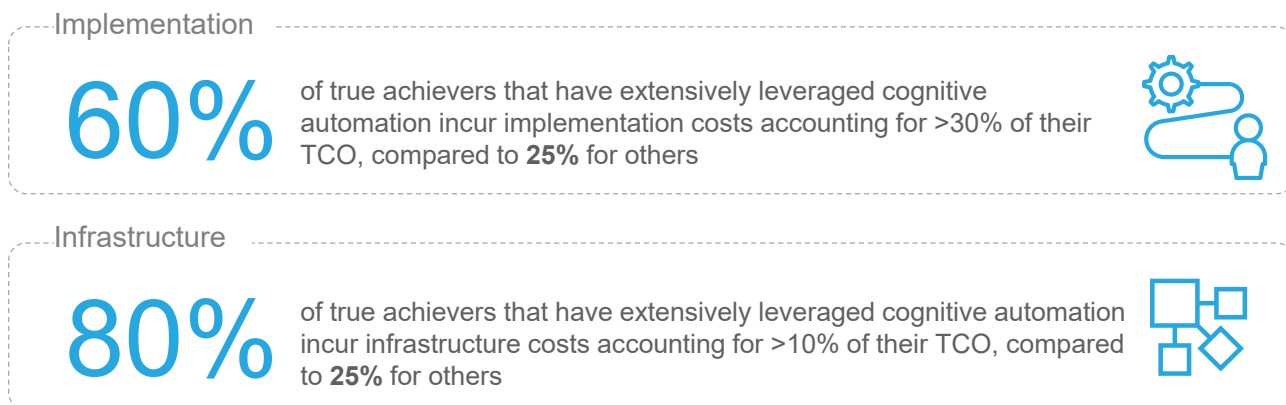 Implementation
60%
of true achievers that have extensively leveraged cognitive
automation incur implementation costs accounting for >30% of their
TCO, compared to 25% for others
Infrastructure
80%
of true achievers that have extensively leveraged cognitive automation
incur infrastructure costs accounting for >10% of their TCO, compared
to 25% for others